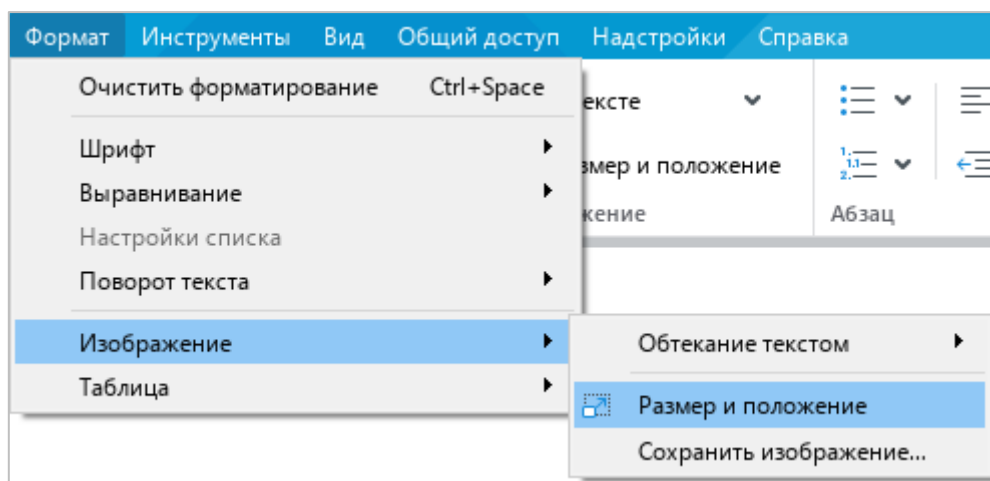 Формат Инструменты Вид Общий доступ Надстройки Справка
Очистить форматирование Ctrl+Space
Шрифт
Выравнивание
Настройки списка
Поворот текста
Изображение
Таблица
ексте
змер и положение
жение
Абзац
Обтекание текстом
Размер и положение
Сохранить изображение...